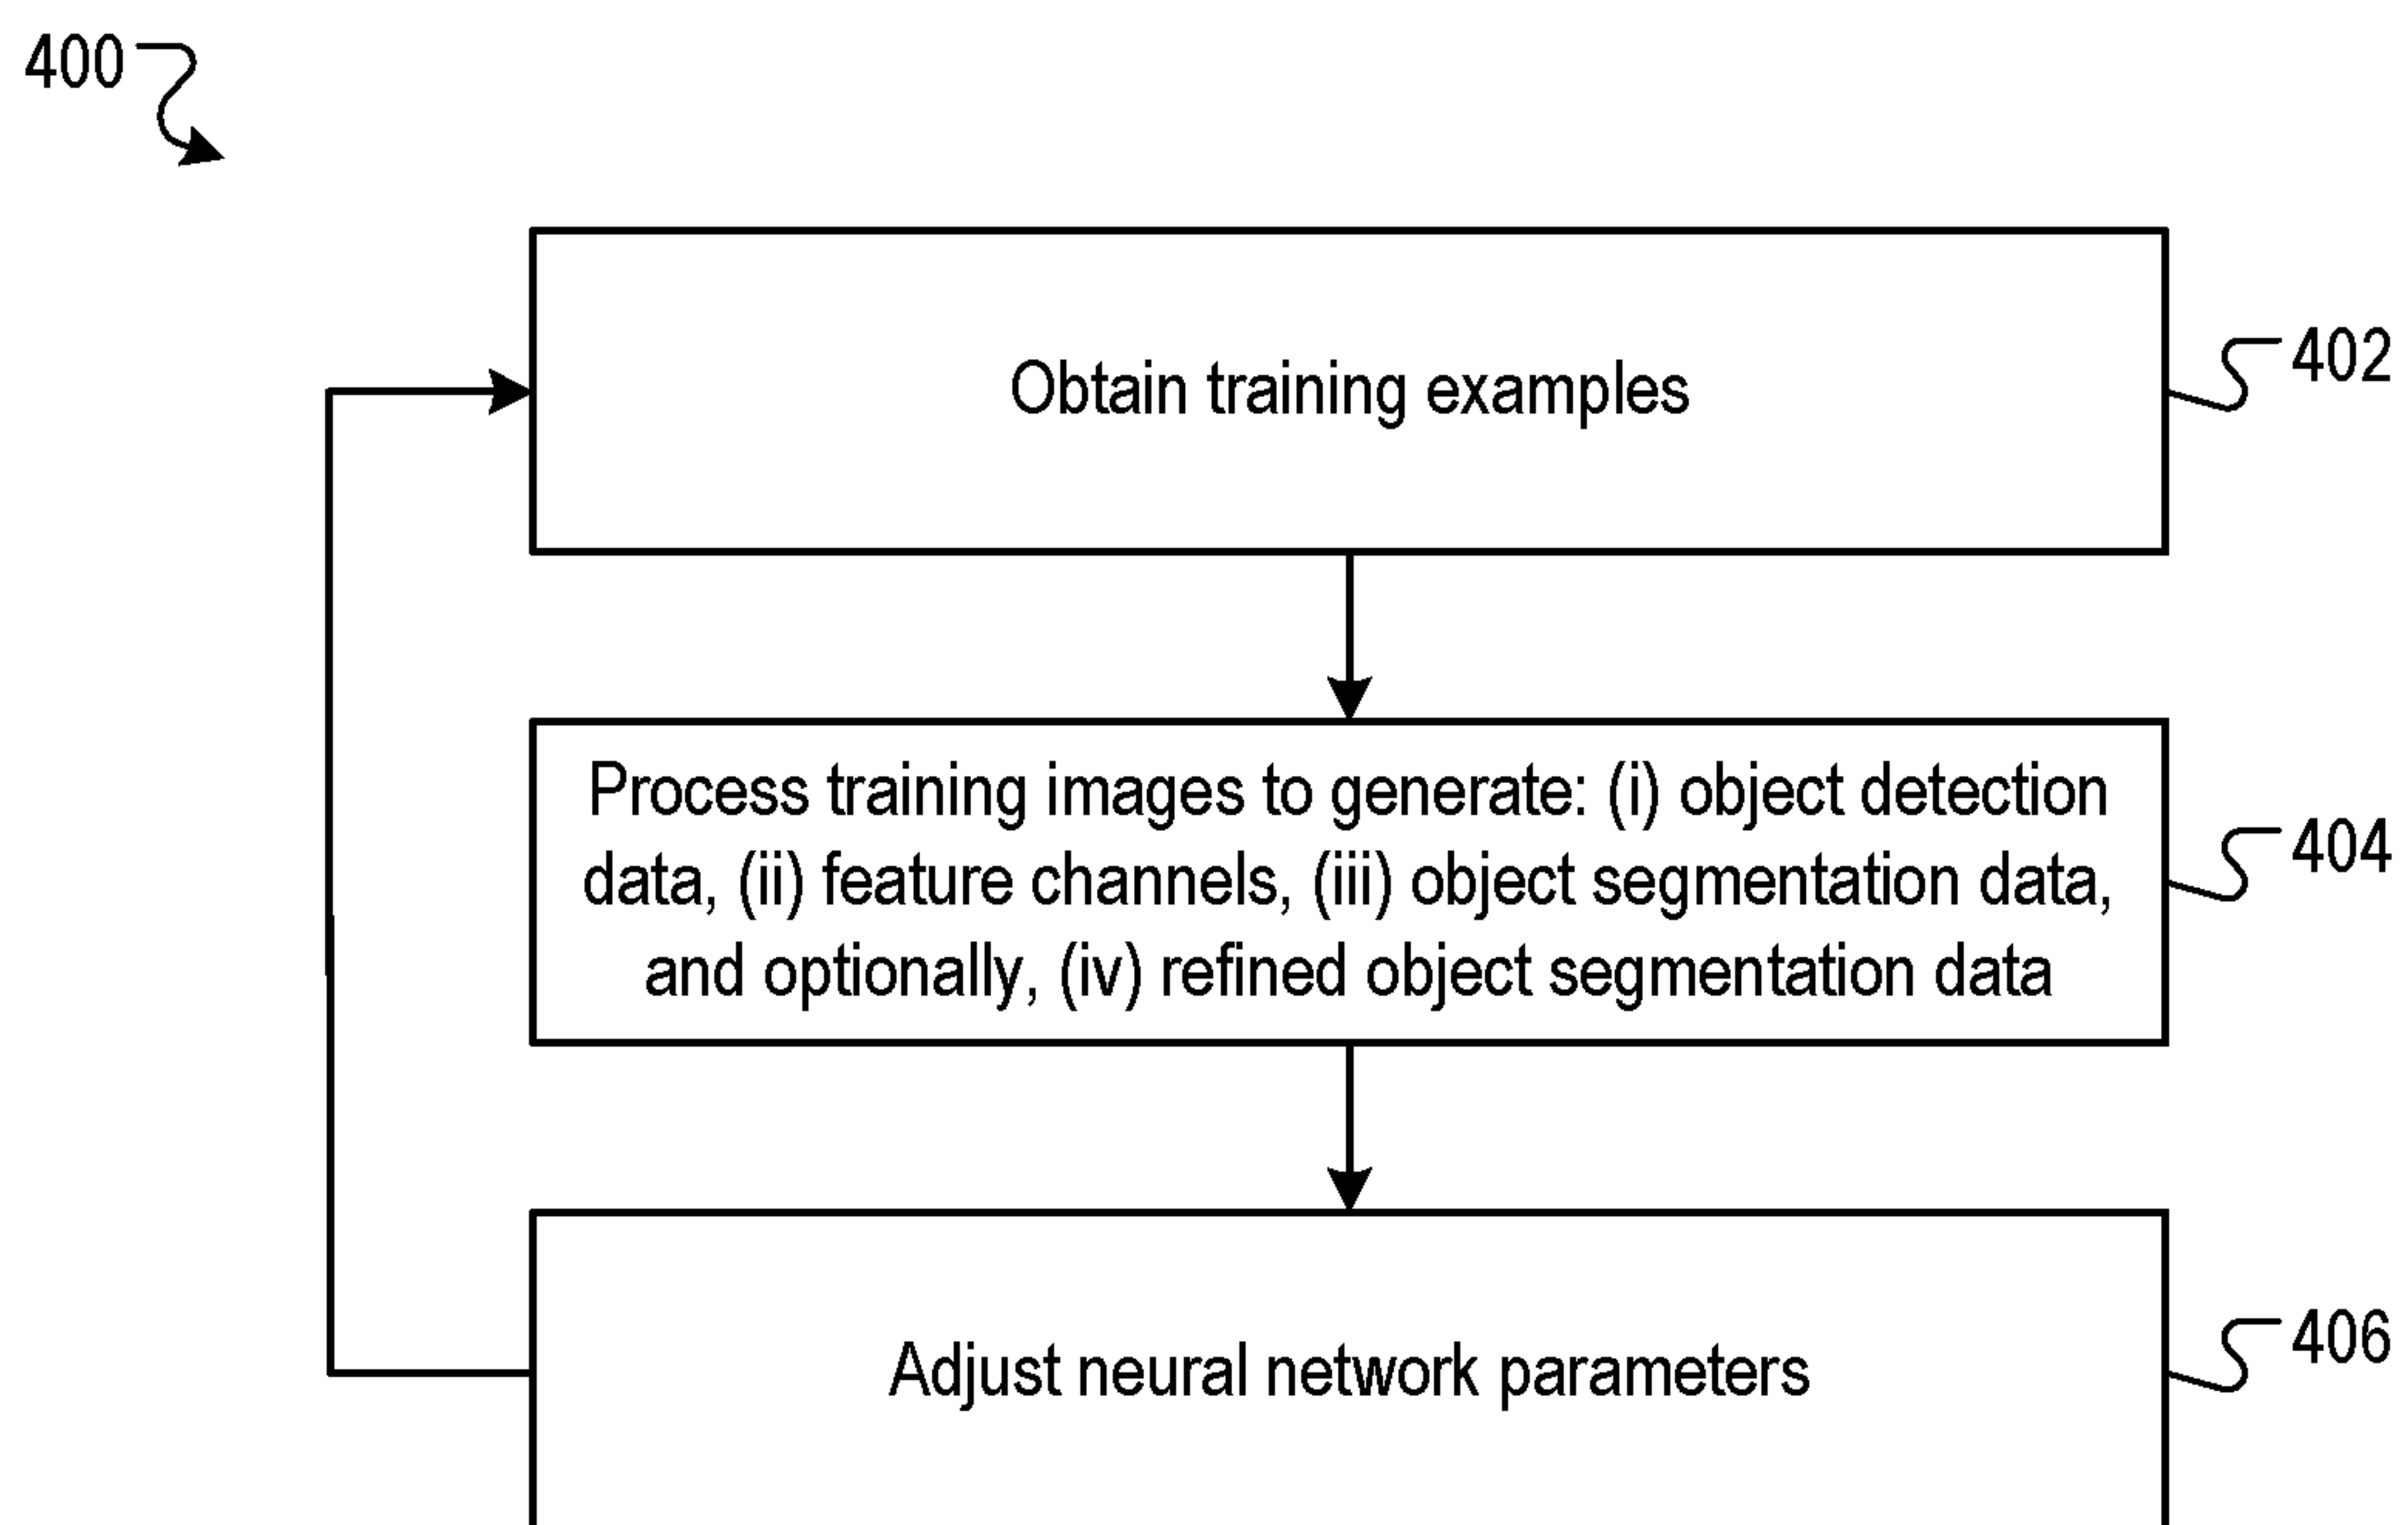 400
Obtain training examples
402
Process training images to generate: (i) object detection
data, (ii) feature channels, (iii) object segmentation data,
and optionally, (iv) refined object segmentation data
404
Adjust neural network parameters
406